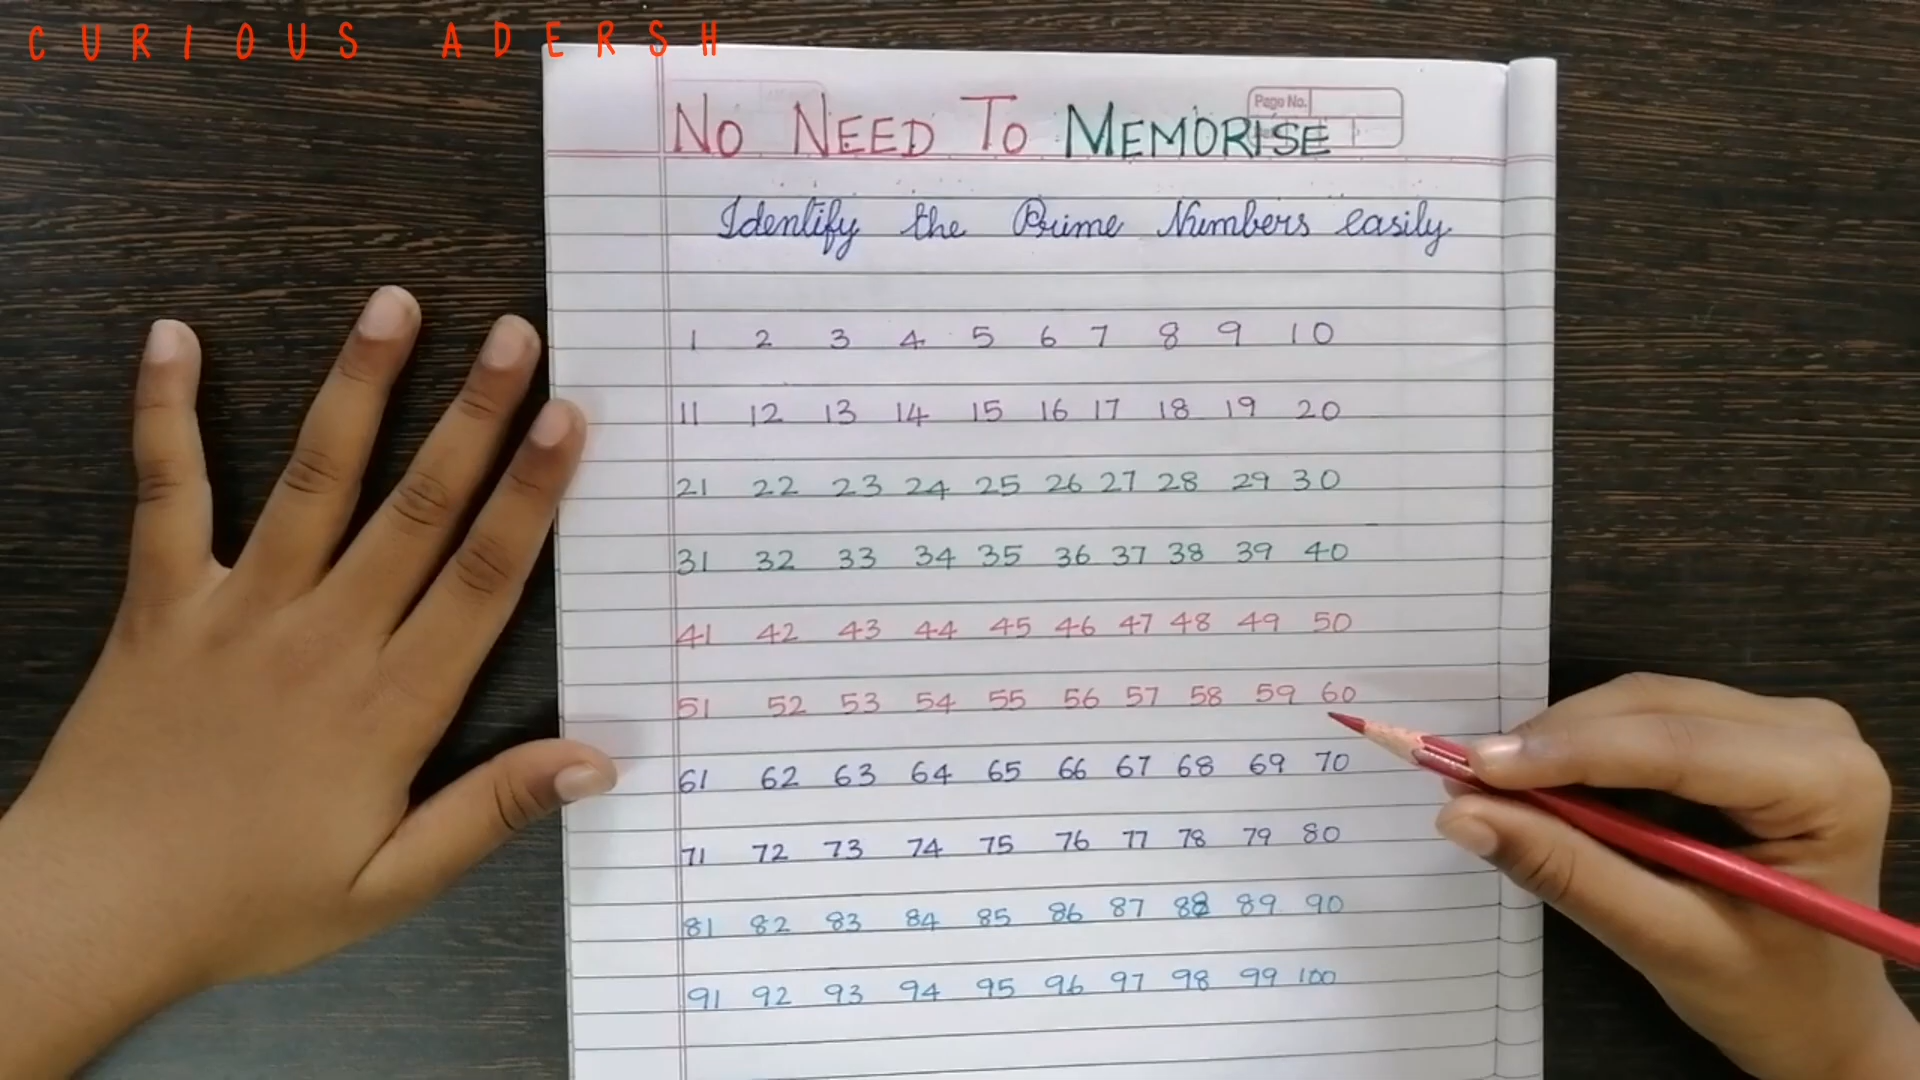 CURIOUS ADERSH
Page No.
NO NEED TO MEMORISE
Identify the Prime Numbers easily
1 2 3 4 5 6 7 8 9 10
11 12 13 14 15 16 17 18 19 20
21 22 23 24 25 26 27 28 29 30
31 32 33 34 35 36 37 38 39 40
41 42 43 44 45 46 47 48 49 50
51 52 53 54 55 56 57 58 59 60
61 62 63 64 65 66 67 68 69 70
71 72 73 74 75 76 77 78 79 80
81 82 83 84 85 86 87 88 89 90
91 92 93 94 95 96 97 98 99 100